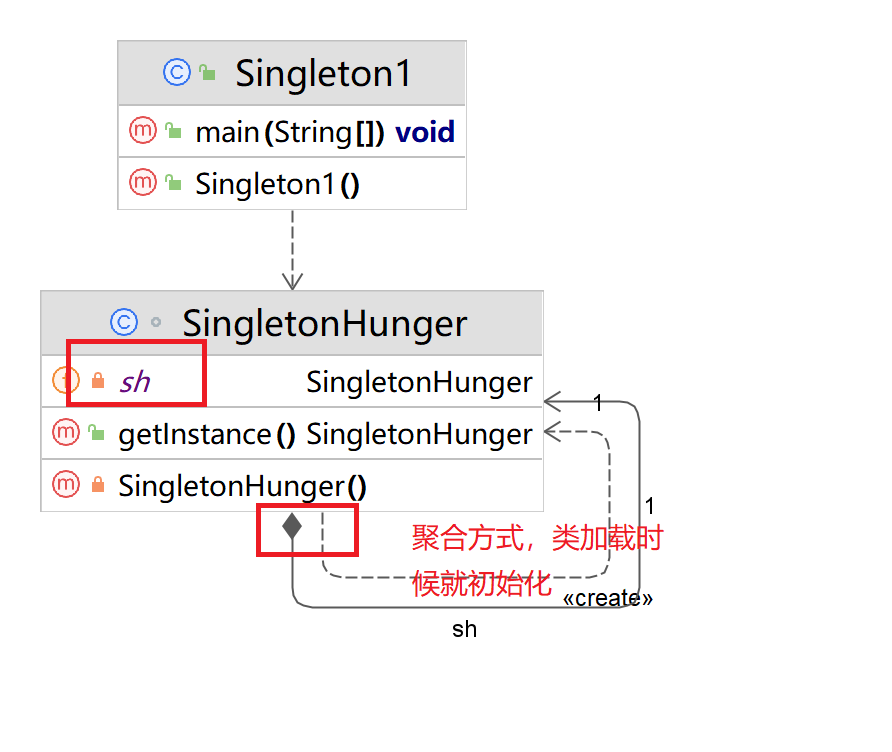 Singleton1
main(String[]) void
Singleton1()
SingletonHunger
sh SingletonHunger
1
getInstance() SingletonHunger
SingletonHunger()
1
聚合方式，类加载时
候就初始化
«create»
sh